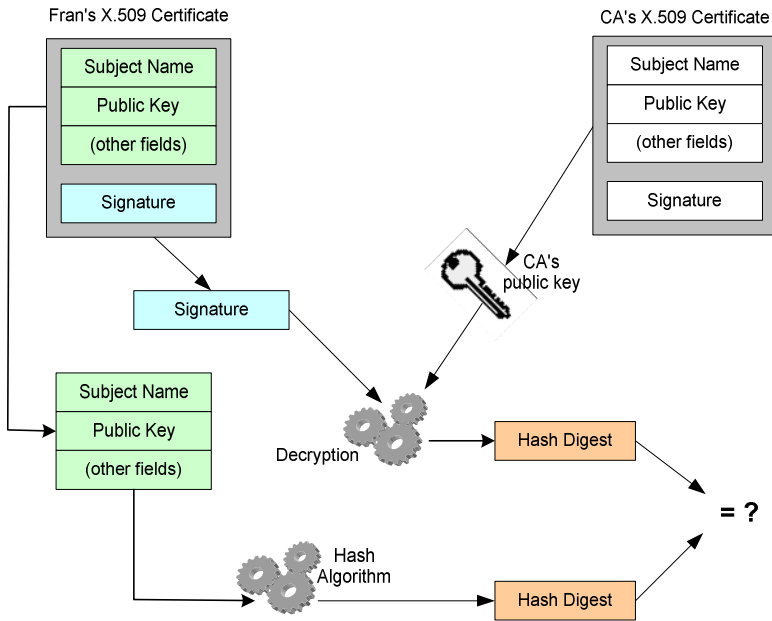 Fran's X.509 Certificate
Subject Name
Public Key
(other fields)
Signature
CA's X.509 Certificate
Subject Name
Public Key
(other fields)
Signature
CA's
public key
Signature
Subject Name
Public Key
(other fields)
Decryption
Hash Digest
= ?
Hash
Algorithm
Hash Digest